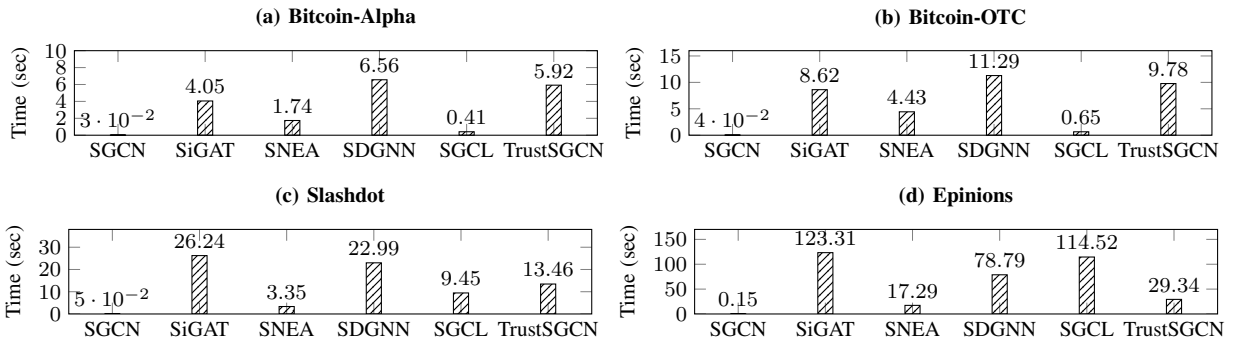 (a) Bitcoin-Alpha
Time (sec)
10
8
6
4
2
0
3 · 10⁻²
4.05
1.74
6.56
0.41
5.92
SGCN SiGAT SNEA SDGNN SGCL TrustSGCN
(b) Bitcoin-OTC
Time (sec)
15
10
5
0
4 · 10⁻²
8.62
4.43
11.29
0.65
9.78
SGCN SiGAT SNEA SDGNN SGCL TrustSGCN
(c) Slashdot
Time (sec)
30
20
10
0
5 · 10⁻²
26.24
3.35
22.99
9.45
13.46
SGCN SiGAT SNEA SDGNN SGCL TrustSGCN
(d) Epinions
Time (sec)
150
100
50
0
0.15
123.31
17.29
78.79
114.52
29.34
SGCN SiGAT SNEA SDGNN SGCL TrustSGCN